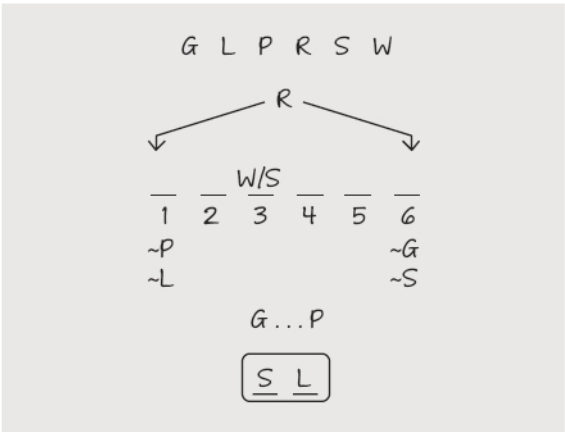 G L P R S W
R
W/S
1 2 3 4 5 6
~P ~G
~L ~S
G...P
S L